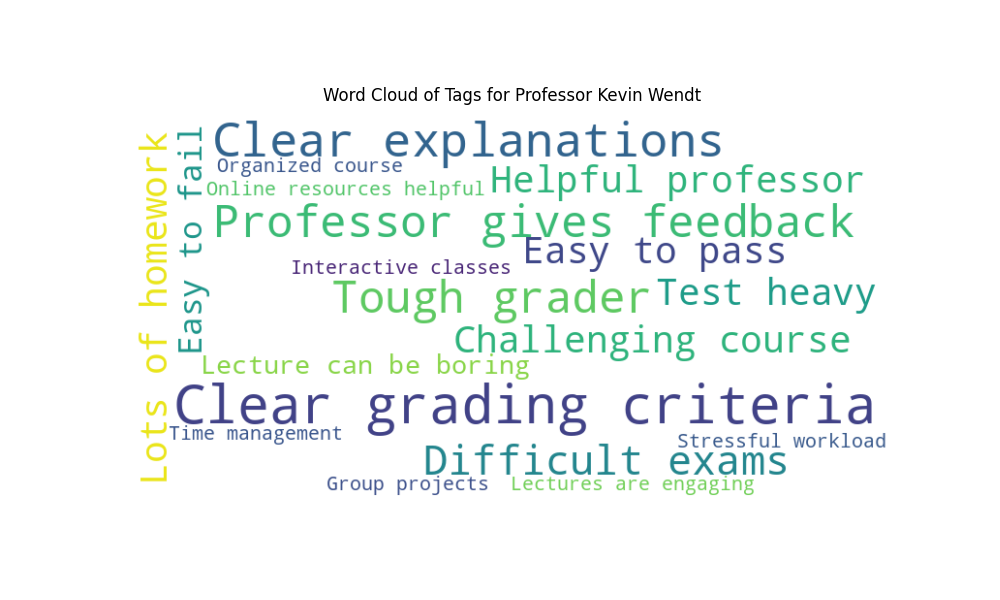 Word Cloud of Tags for Professor Kevin Wendt
Lots of homework
Easy to fail
Clear explanations
Organized course
Helpful professor
Online resources helpful
Professor gives feedback
Easy to pass
Interactive classes
Tough grader
Test heavy
Challenging course
Lecture can be boring
Clear grading criteria
Time management
Stressful workload
Difficult exams
Group projects
Lectures are engaging